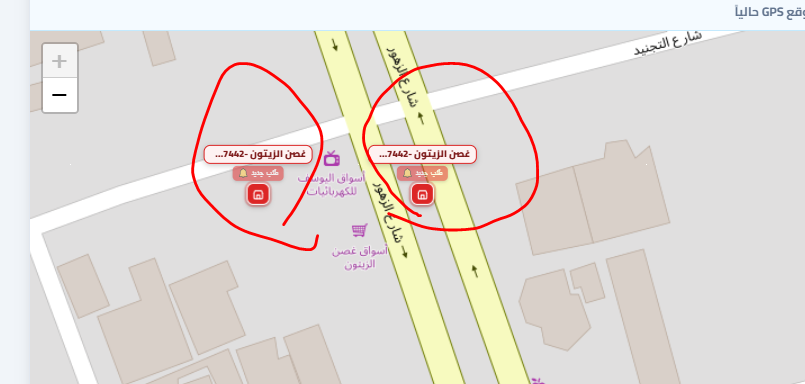 وقع GPS حالياً
شارع التجنيد
+
−
شارع الزهور
غصن الزيتون -7442...
طلب جديد
غصن الزيتون -7442...
طلب جديد
أسواق اليوسف
للكهربائيات
شارع الزهور
أسواق غصن
الزيتون